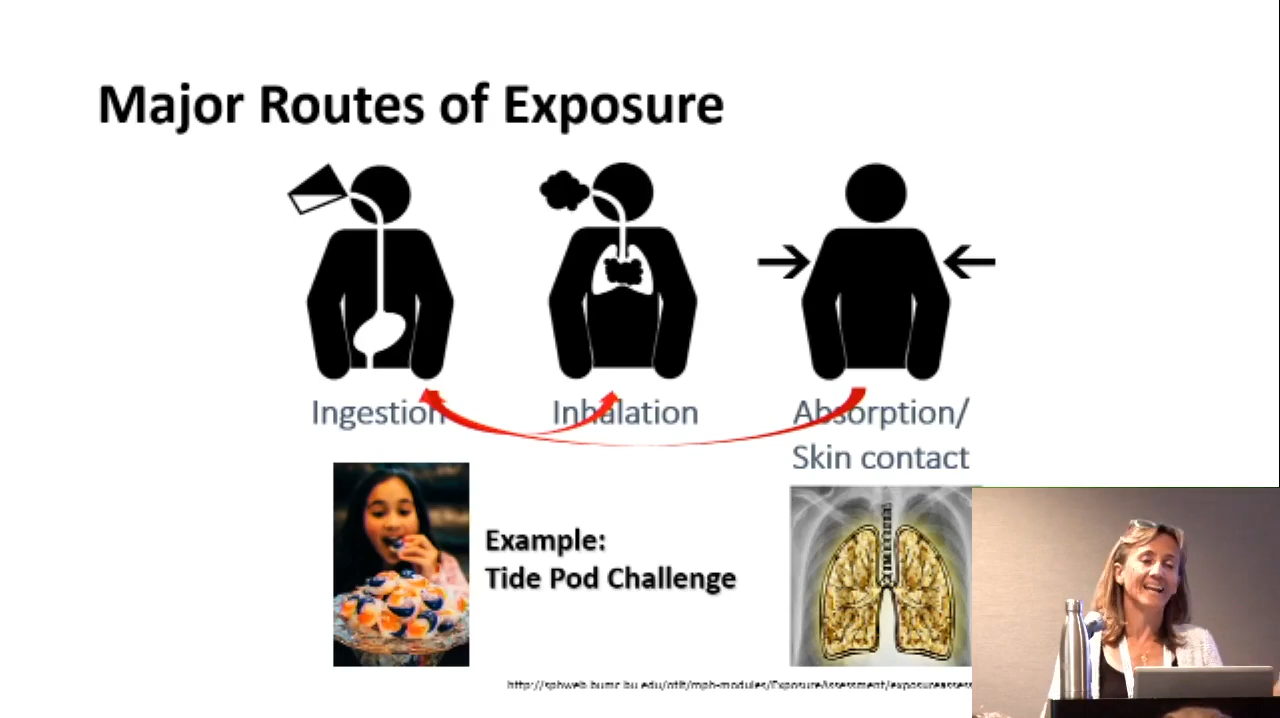 Major Routes of Exposure
Ingestion
Inhalation
Absorption/
Skin contact
Example:
Tide Pod Challenge